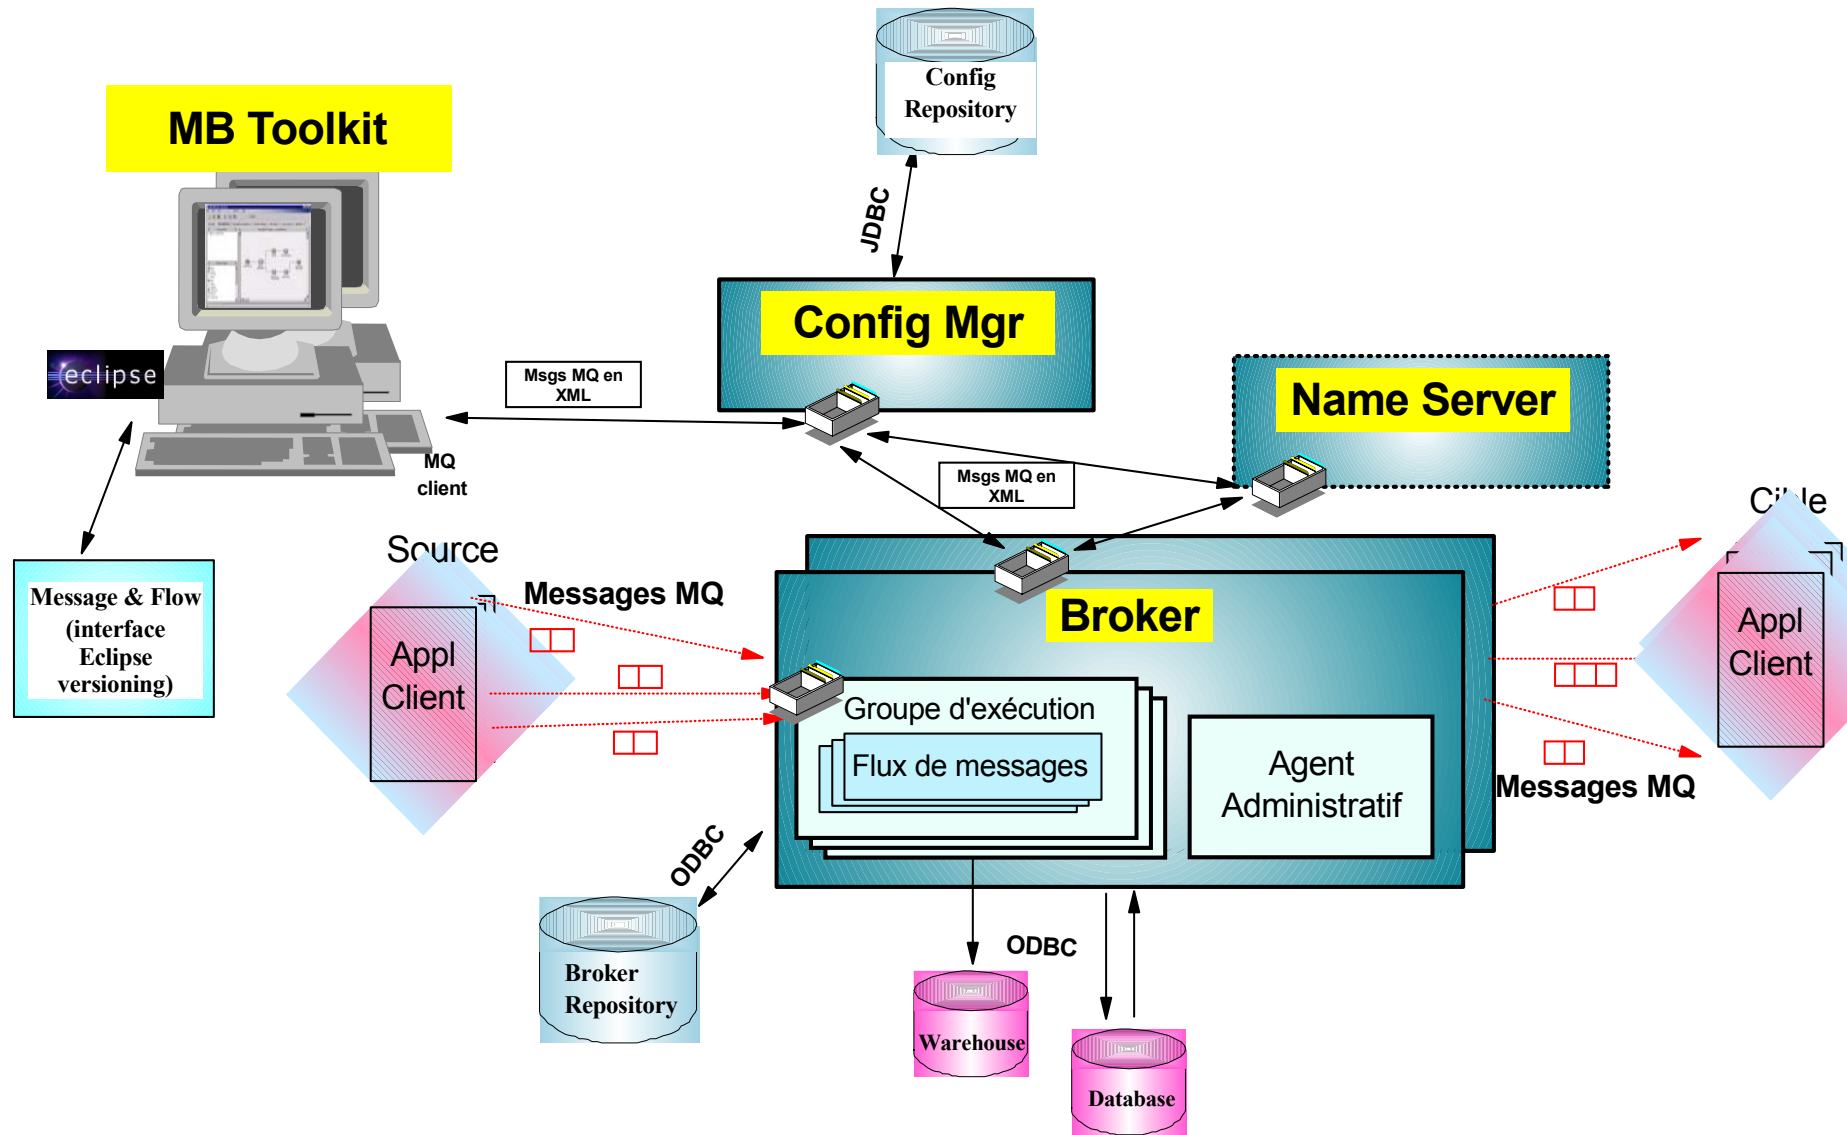 Config
Repository
MB Toolkit
JDBC
Config Mgr
eclipse
Msgs MQ en
XML
Name Server
MQ
client
Msgs MQ en
XML
Cible
Source
Message & Flow
(interface
Eclipse
versioning)
Messages MQ
Broker
Appl
Client
Appl
Client
Groupe d'exécution
Flux de messages
Agent
Administratif
Messages MQ
ODBC
ODBC
Broker
Repository
Warehouse
Database